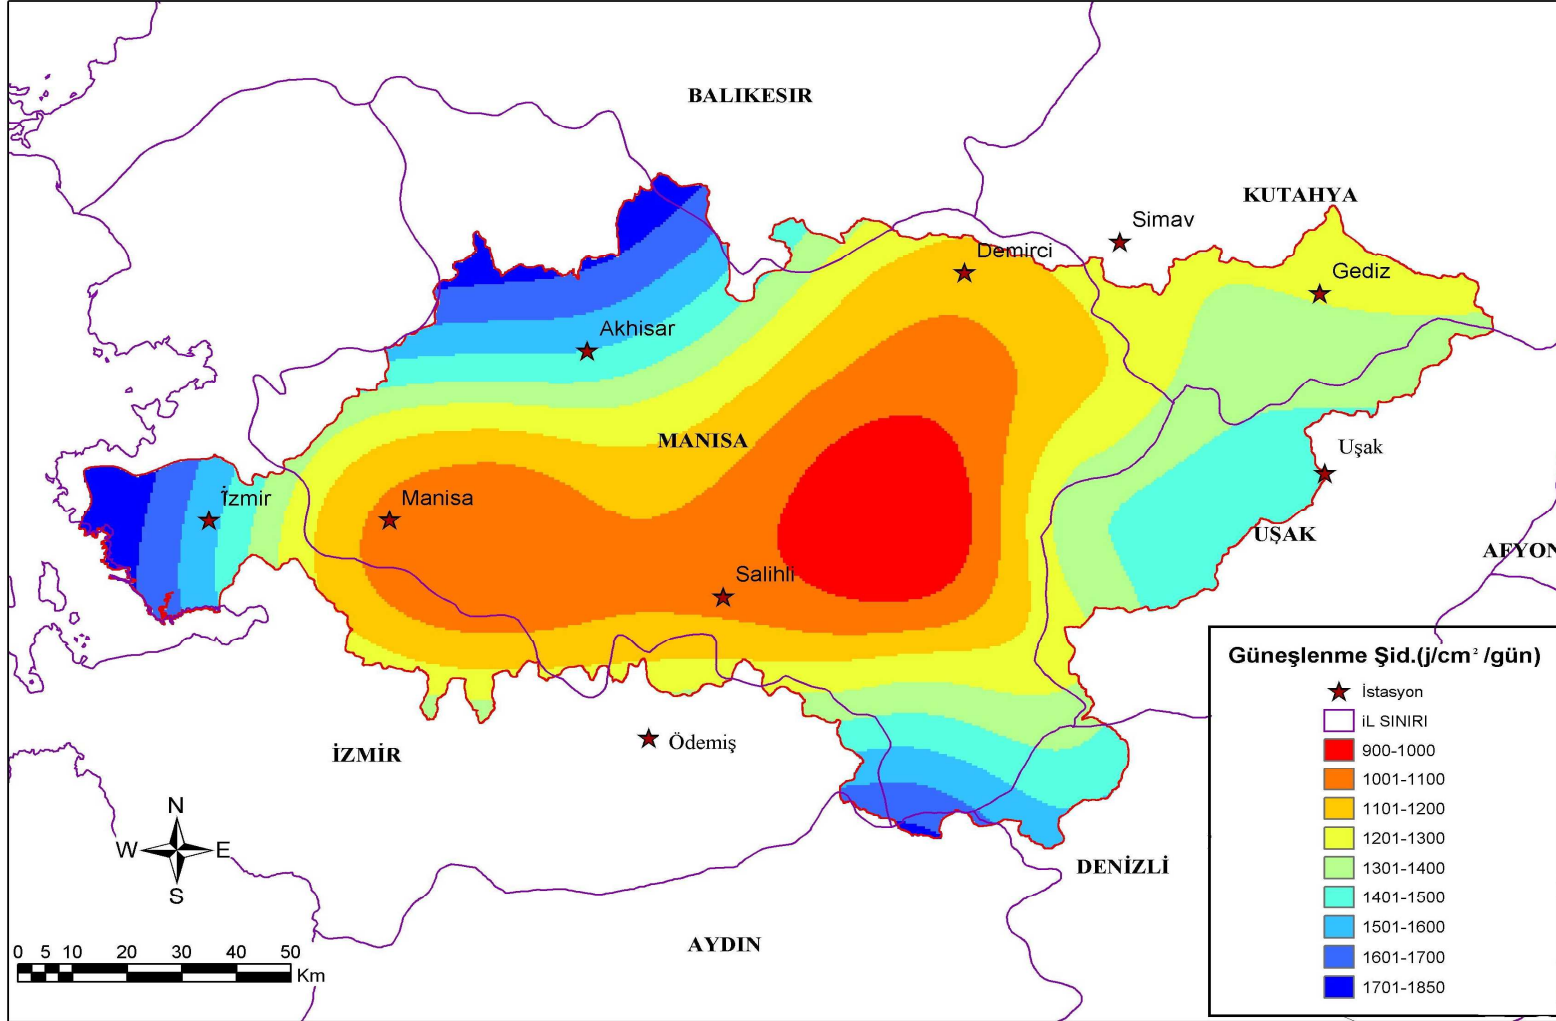 BALIKESIR
KUTAHYA
Simav
Demirci
Gediz
Akhisar
MANISA
Uşak
İzmir
Manisa
UŞAK
AFYON
Salihli
Ödemiş
İZMİR
DENİZLİ
AYDIN
N
W E
S
0 5 10 20 30 40 50
Km
Güneşlenme Şid.(j/cm² /gün)
İstasyon
iL SINIRI
900-1000
1001-1100
1101-1200
1201-1300
1301-1400
1401-1500
1501-1600
1601-1700
1701-1850